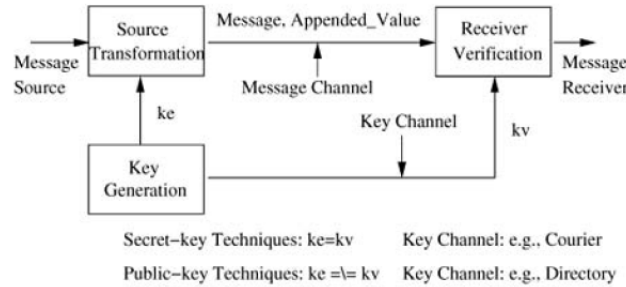 Source
Transformation
Message, Appended_Value
Receiver
Verification
Message
Source
Message Channel
Message
Receiver
ke
Key Channel
kv
Key
Generation
Secret-key Techniques: ke=kv
Key Channel: e.g., Courier
Public-key Techniques: ke =\= kv
Key Channel: e.g., Directory